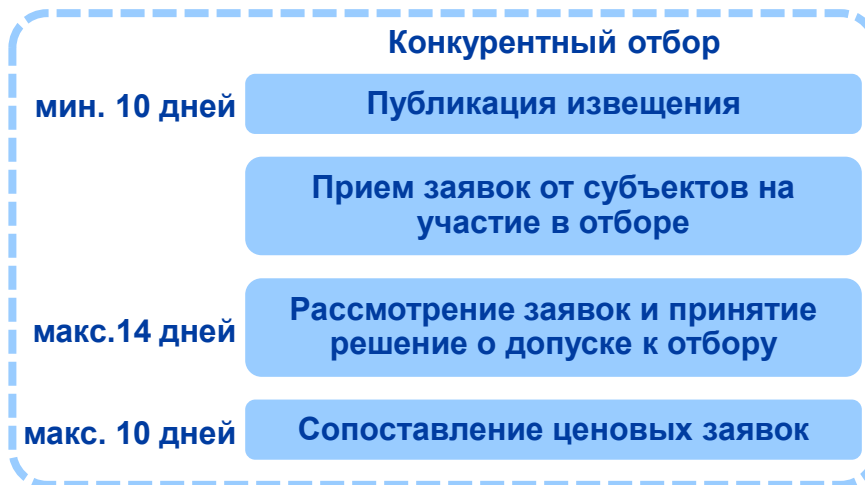 Конкурентный отбор
мин. 10 дней
Публикация извещения
Прием заявок от субъектов на
участие в отборе
макс.14 дней
Рассмотрение заявок и принятие
решение о допуске к отбору
макс. 10 дней
Сопоставление ценовых заявок